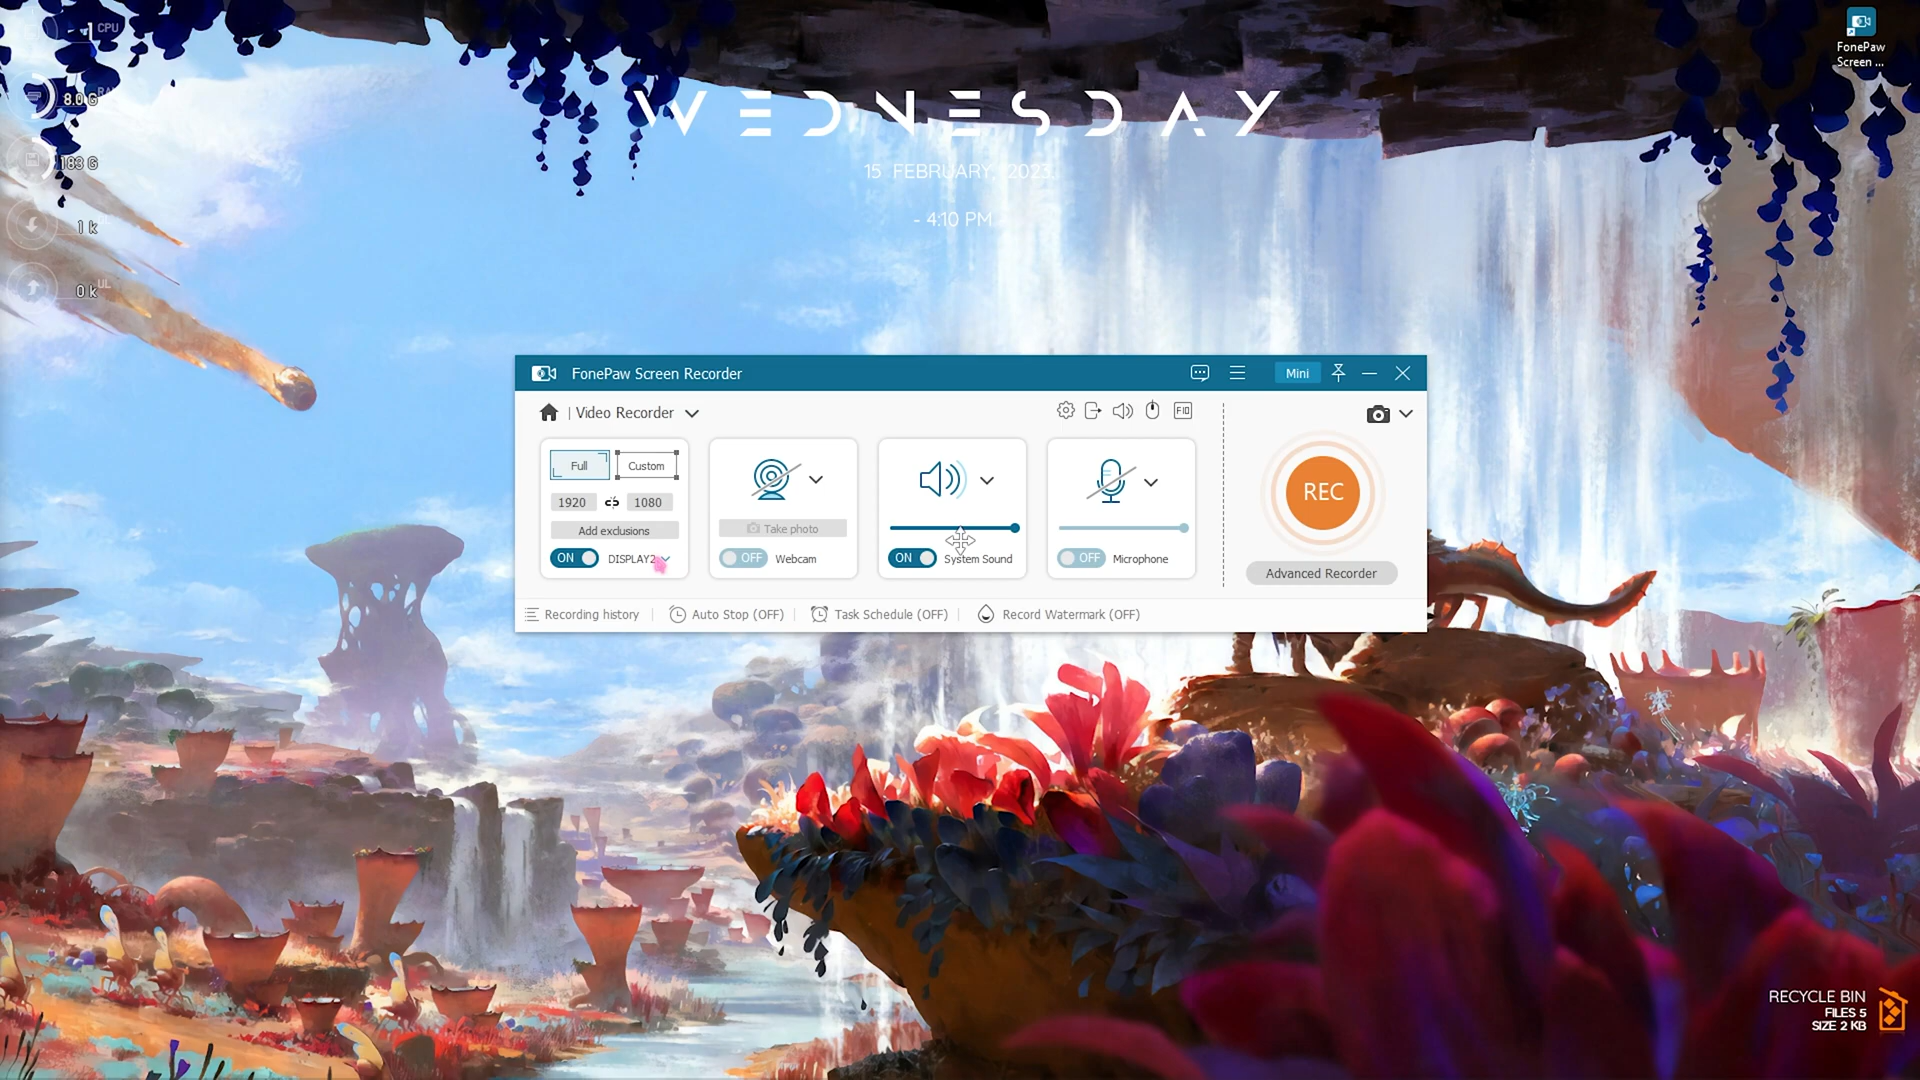 CPU
8.0 G
RAM
183 G
1 k
0 k
UL
WEDNESDAY
15 FEBRUARY, 2023
- 4:10 PM
FonePaw
Screen ...
FonePaw Screen Recorder
Mini
| Video Recorder
Full
Custom
1920
1080
Add exclusions
ON
DISPLAY2
Take photo
OFF
Webcam
ON
System Sound
OFF
Microphone
REC
Advanced Recorder
Recording history
Auto Stop (OFF)
Task Schedule (OFF)
Record Watermark (OFF)
RECYCLE BIN
FILES 5
SIZE 2 KB